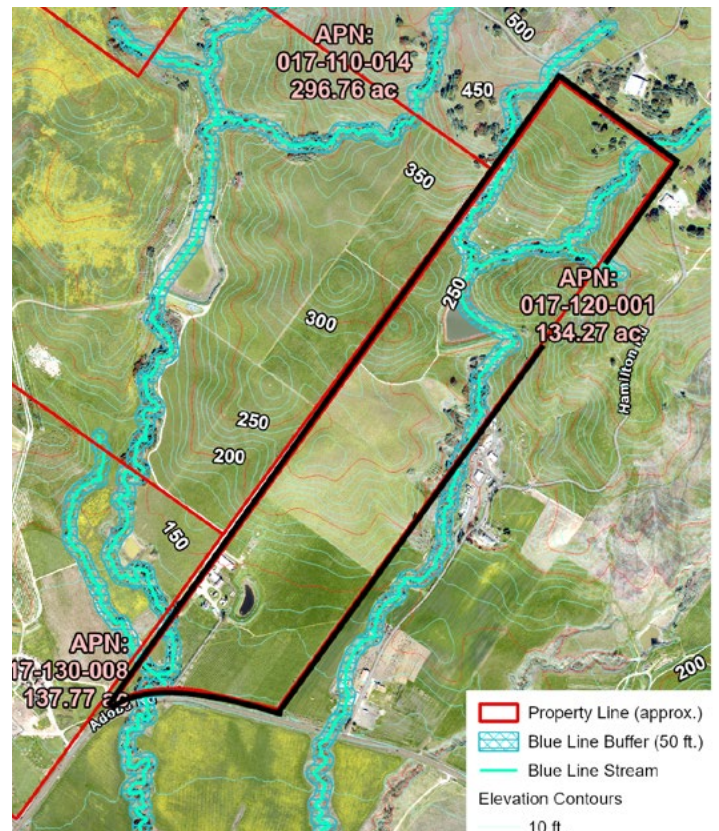 500
APN:
017-110-014
296.76 ac
450
350
250
APN:
017-120-001
134.27 ac
300
Hamilton Rd
250
200
150
APN:
17-130-008
137.77 ac
200
Property Line (approx.)
Blue Line Buffer (50 ft.)
Blue Line Stream
Elevation Contours
10 ft